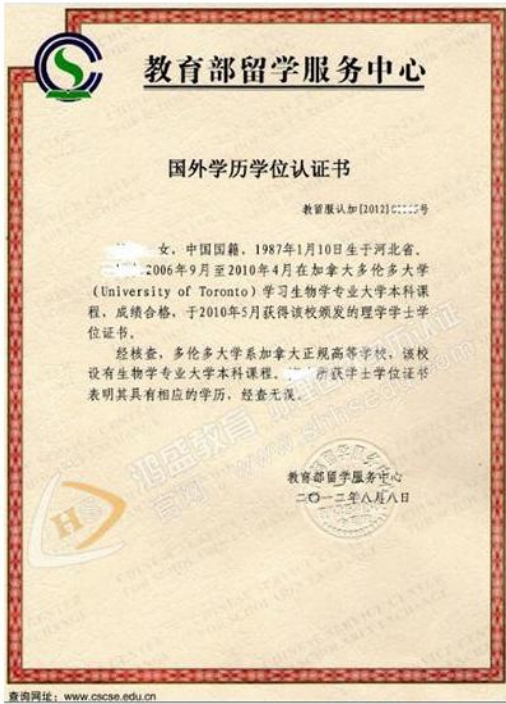 教育部留学服务中心
国外学历学位认证书
教留服认加[2012]号
女,中国国籍,1987年1月10日生于河北省。
2006年9月至2010年4月在加拿大多伦多大学
(University of Toronto)学习生物学专业大学本科课
程,成绩合格,于2010年5月获得该校颁发的理学学士学
位证书。
经核查,多伦多大学系加拿大正规高等学校,该校
设有生物学专业大学本科课程。所获学士学位证书
表明其具有相应的学历,经查无误。
教育部留学服务中心
二〇一二年八月八日
HS
鸿盛教育
官网
查询网址:www.cscse.edu.cn